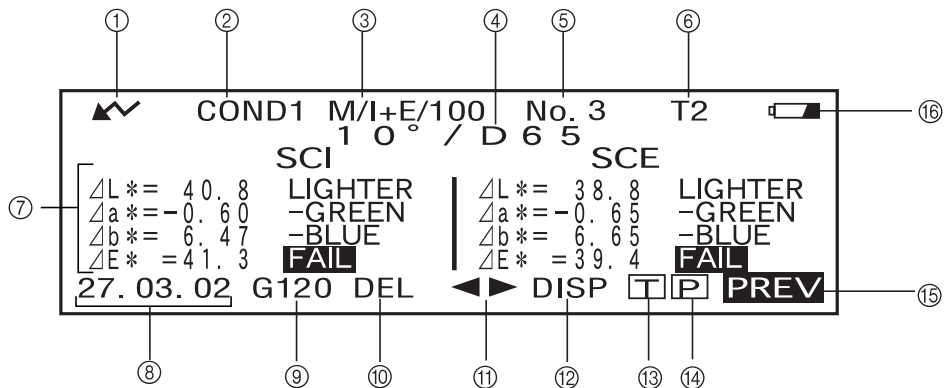 ① ② ③ ④ ⑤ ⑥
COND1 M/I+E/100 No. 3 T2
10°/D65
⑯
SCI SCE
⑦
⊿L*= 40.8 LIGHTER ⊿L*= 38.8 LIGHTER
⊿a*=-0.60 -GREEN ⊿a*=-0.65 -GREEN
⊿b*= 6.47 -BLUE ⊿b*= 6.65 -BLUE
⊿E* =41.3 FAIL ⊿E* =39.4 FAIL
27.03.02 G120 DEL ◀▶ DISP T P PREV
⑮
⑧ ⑨ ⑩ ⑪ ⑫ ⑬ ⑭